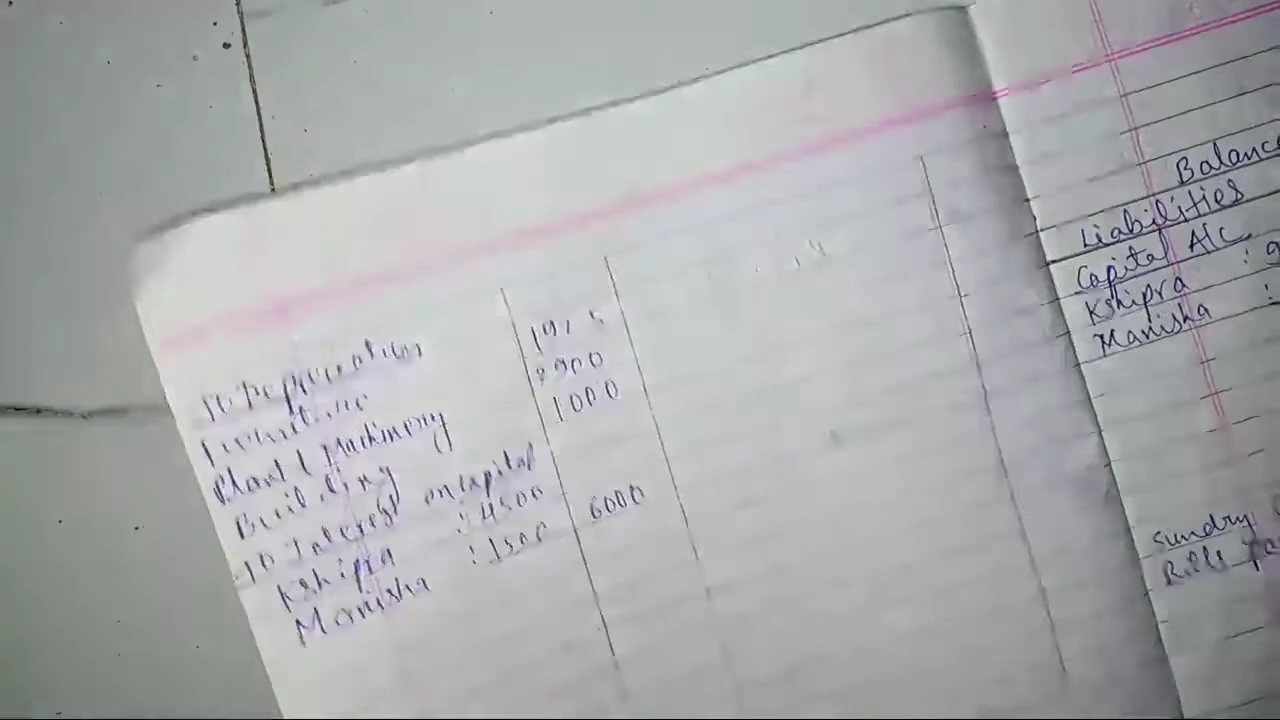 To Depreciation
Furniture
Plant & Machinery 2900
Building 1000
To Interest on capital
Kshipra : 4500
Manisha : 1500 6000
Balance
Liabilities
Capital A/c
Kshipra :
Manisha :
Sundry
Bills